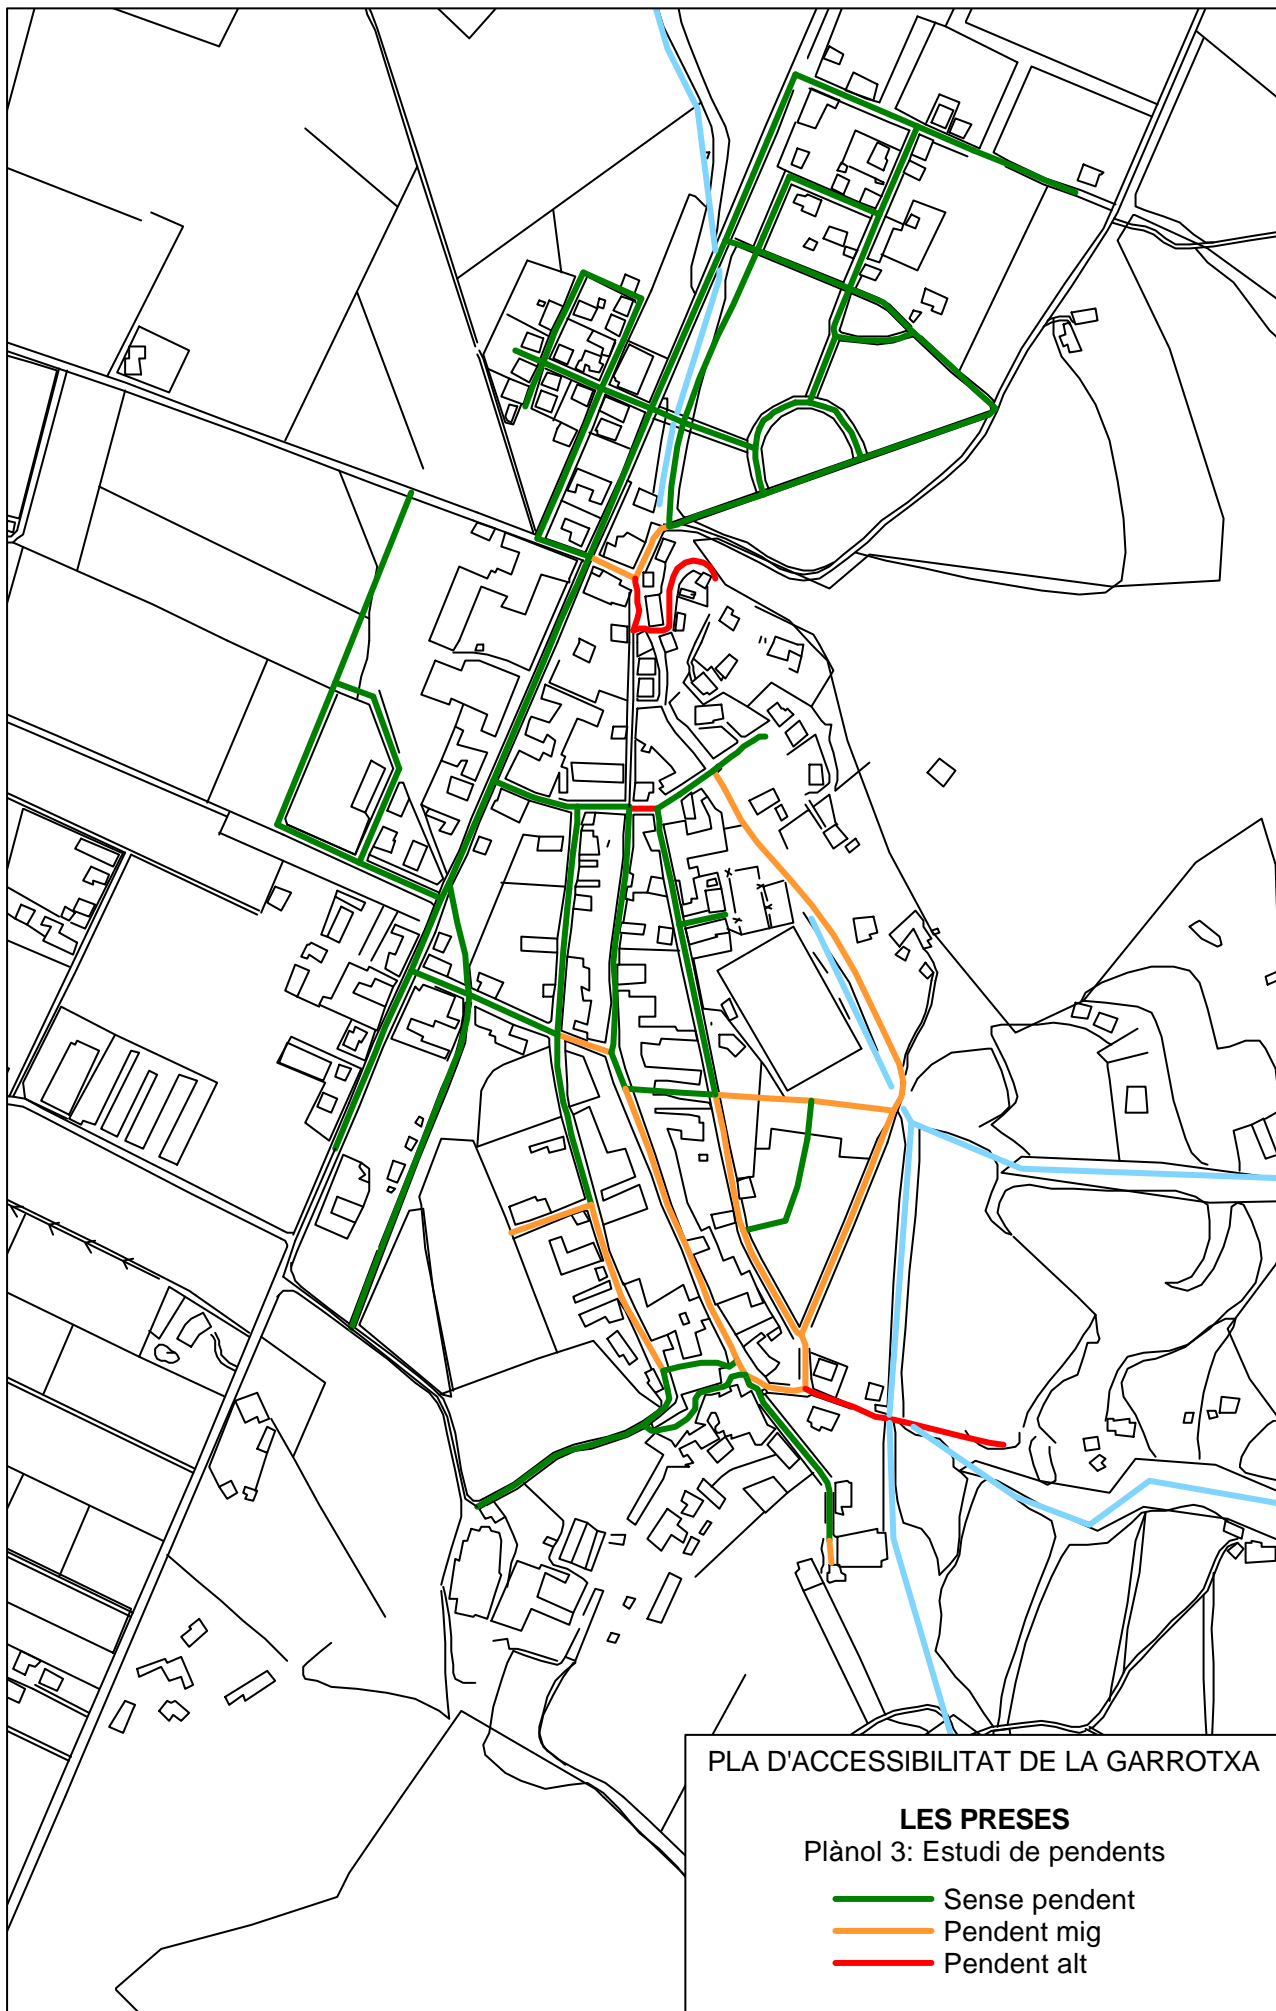 PLA D'ACCESSIBILITAT DE LA GARROTXA
LES PRESES
Plànol 3: Estudi de pendents
Sense pendent
Pendent mig
Pendent alt